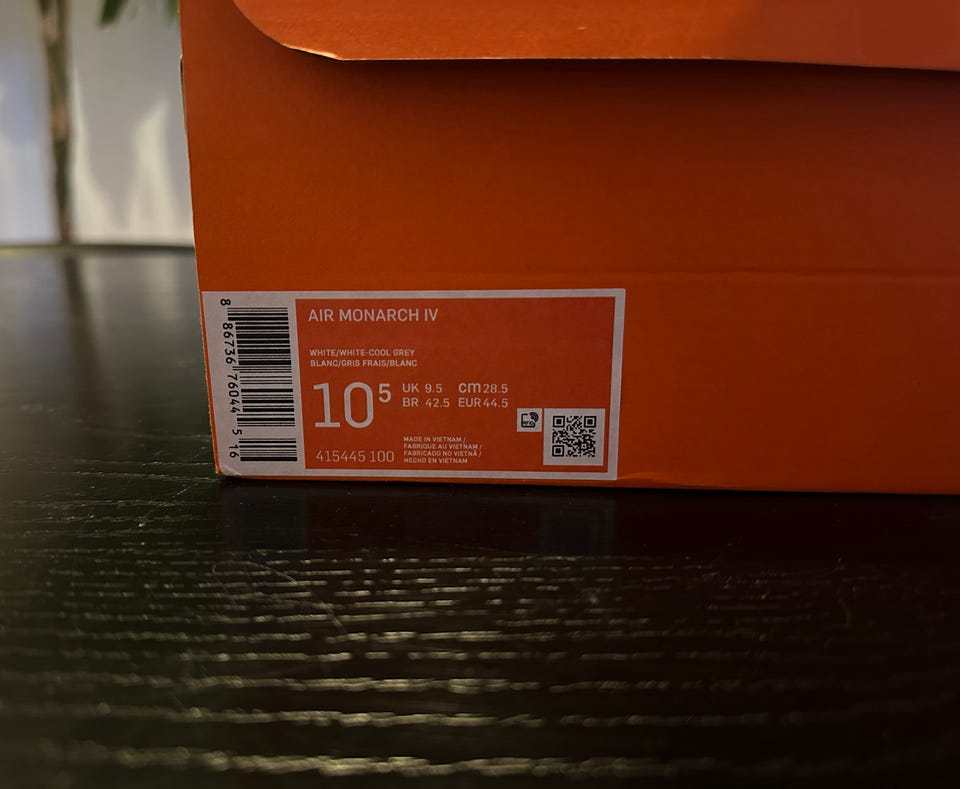 8 86736 76044 5 16
AIR MONARCH IV
WHITE/WHITE-COOL GREY
BLANC/GRIS FRAIS/BLANC
10⁵
UK 9.5 cm 28.5
BR 42.5 EUR 44.5
RFID
415445 100
MADE IN VIETNAM /
FABRIQUE AU VIETNAM /
FABRICADO NO VIETNÃ /
HECHO EN VIETNAM